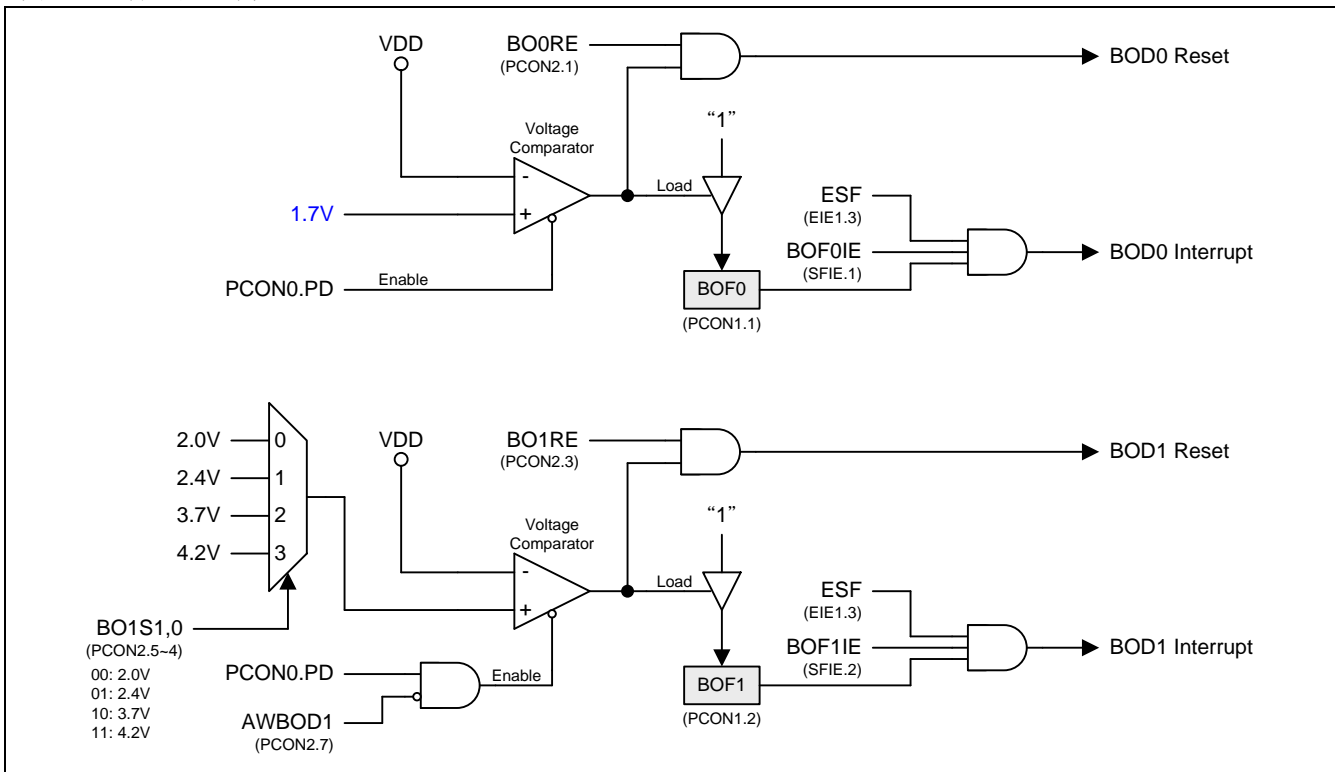 VDD
BO0RE
(PCON2.1)
BOD0 Reset
“1”
Voltage
Comparator
-
+
Load
1.7V
ESF
(EIE1.3)
BOF0IE
(SFIE.1)
BOD0 Interrupt
PCON0.PD
Enable
BOF0
(PCON1.1)
2.0V
0
2.4V
1
3.7V
2
4.2V
3
VDD
BO1RE
(PCON2.3)
BOD1 Reset
“1”
Voltage
Comparator
-
+
Load
BO1S1,0
(PCON2.5~4)
00: 2.0V
01: 2.4V
10: 3.7V
11: 4.2V
PCON0.PD
Enable
AWBOD1
(PCON2.7)
ESF
(EIE1.3)
BOF1IE
(SFIE.2)
BOD1 Interrupt
BOF1
(PCON1.2)